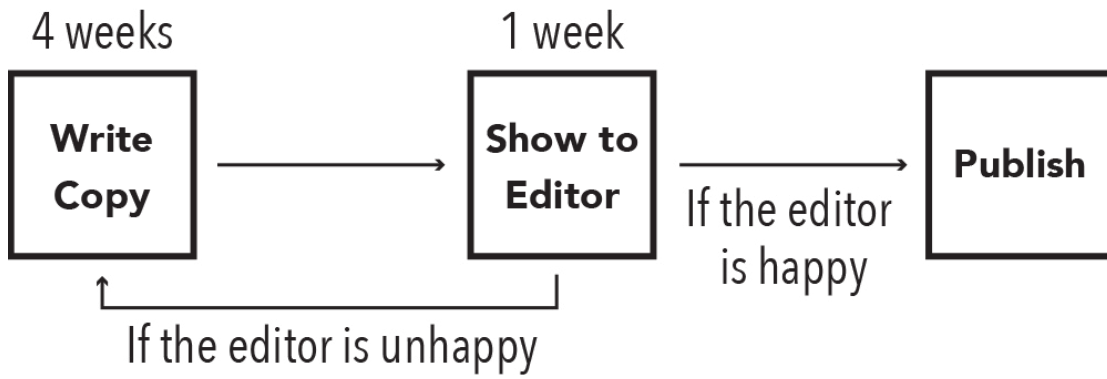 4 weeks
Write
Copy
1 week
Show to
Editor
If the editor
is happy
Publish
If the editor is unhappy